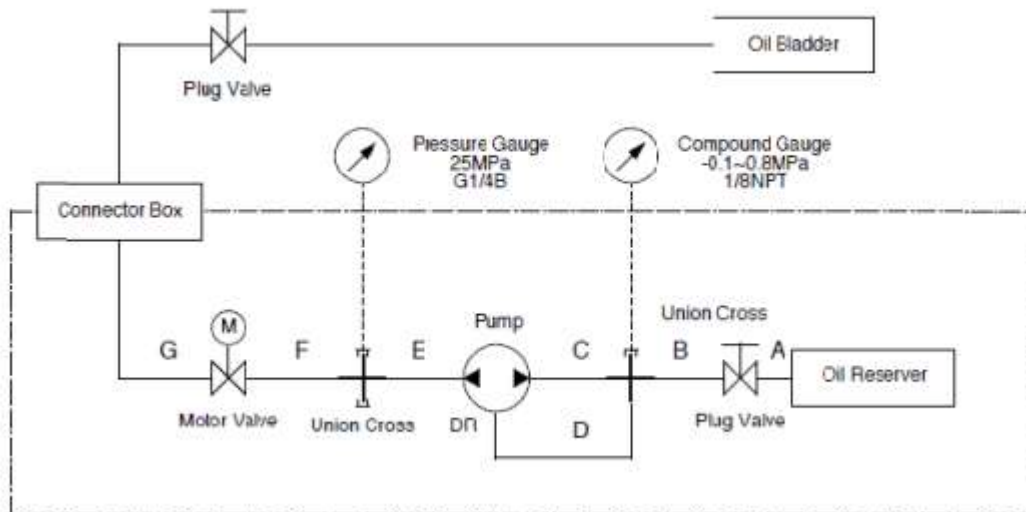 Oil Bladder
Plug Valve
Pressure Gauge
25MPa
G1/4B
Compound Gauge
-0.1~0.8MPa
1/8NPT
Connector Box
M
Pump
Union Cross
G
F
E
C
B
A
Oil Reserver
Motor Valve
Union Cross
D
Plug Valve